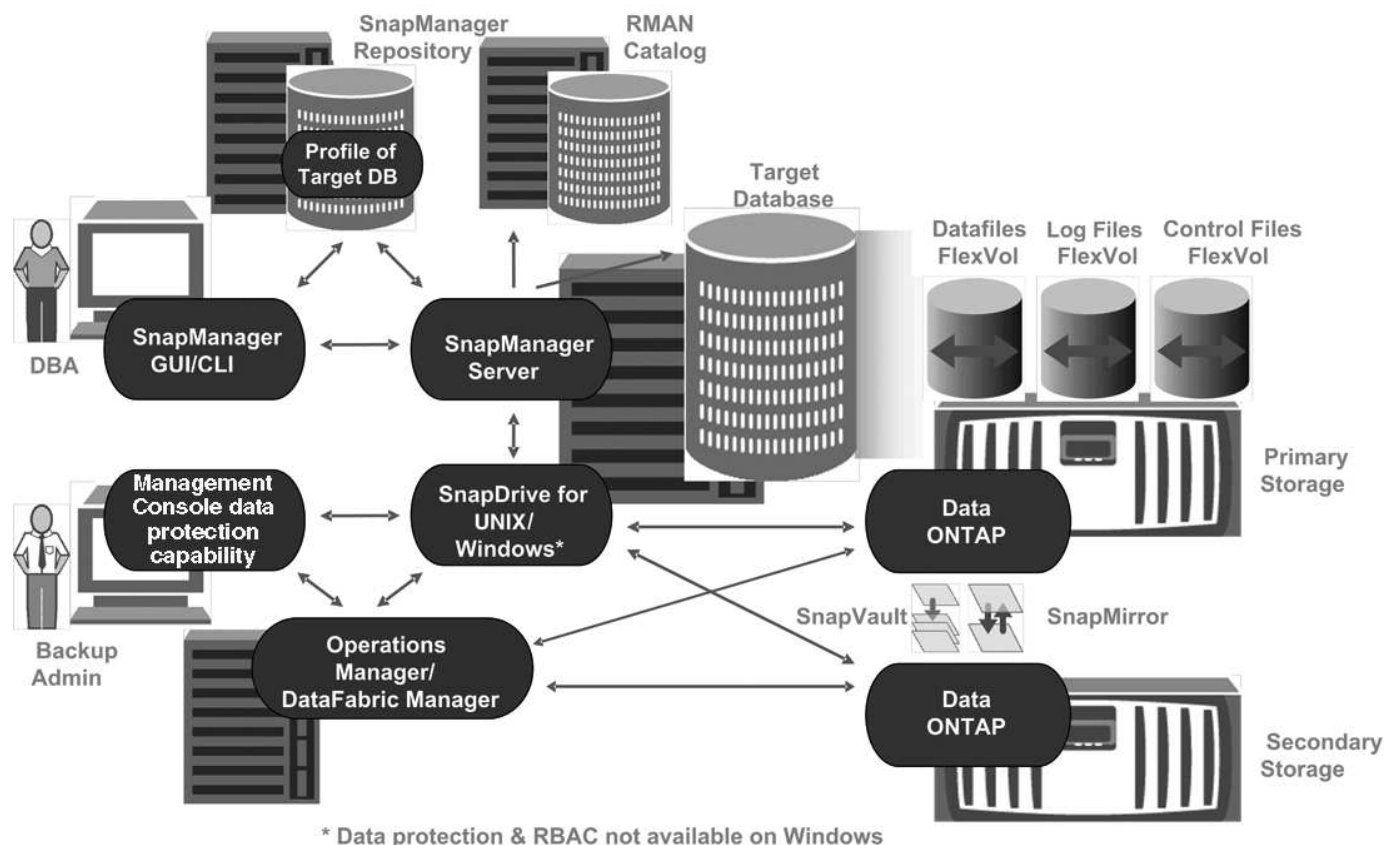 SnapManager
Repository
RMAN
Catalog
Profile of
Target DB
Target
Database
Datafiles
FlexVol
Log Files
FlexVol
Control Files
FlexVol
DBA
SnapManager
GUI/CLI
SnapManager
Server
Primary
Storage
Management
Console data
protection
capability
SnapDrive for
UNIX/
Windows*
Data
ONTAP
SnapVault
SnapMirror
Backup
Admin
Operations
Manager/
DataFabric Manager
Data
ONTAP
Secondary
Storage
* Data protection & RBAC not available on Windows